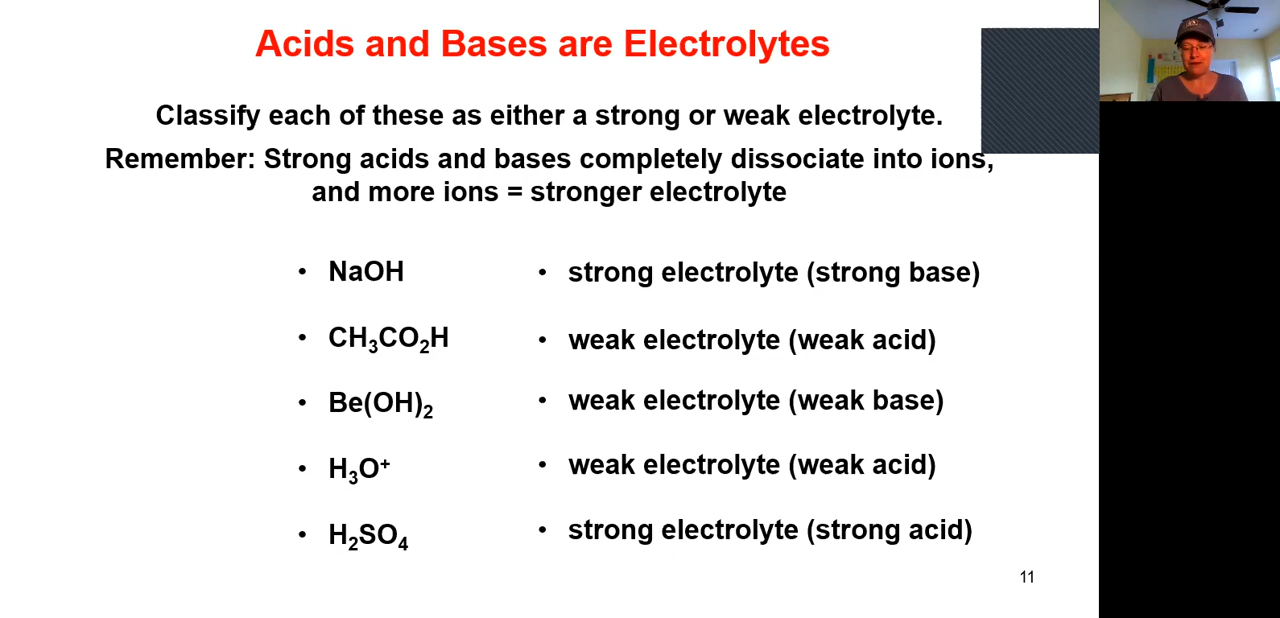 Acids and Bases are Electrolytes
Classify each of these as either a strong or weak electrolyte.
Remember: Strong acids and bases completely dissociate into ions,
and more ions = stronger electrolyte
• NaOH • strong electrolyte (strong base)
• CH₃CO₂H • weak electrolyte (weak acid)
• Be(OH)₂ • weak electrolyte (weak base)
• H₃O⁺ • weak electrolyte (weak acid)
• H₂SO₄ • strong electrolyte (strong acid)
11